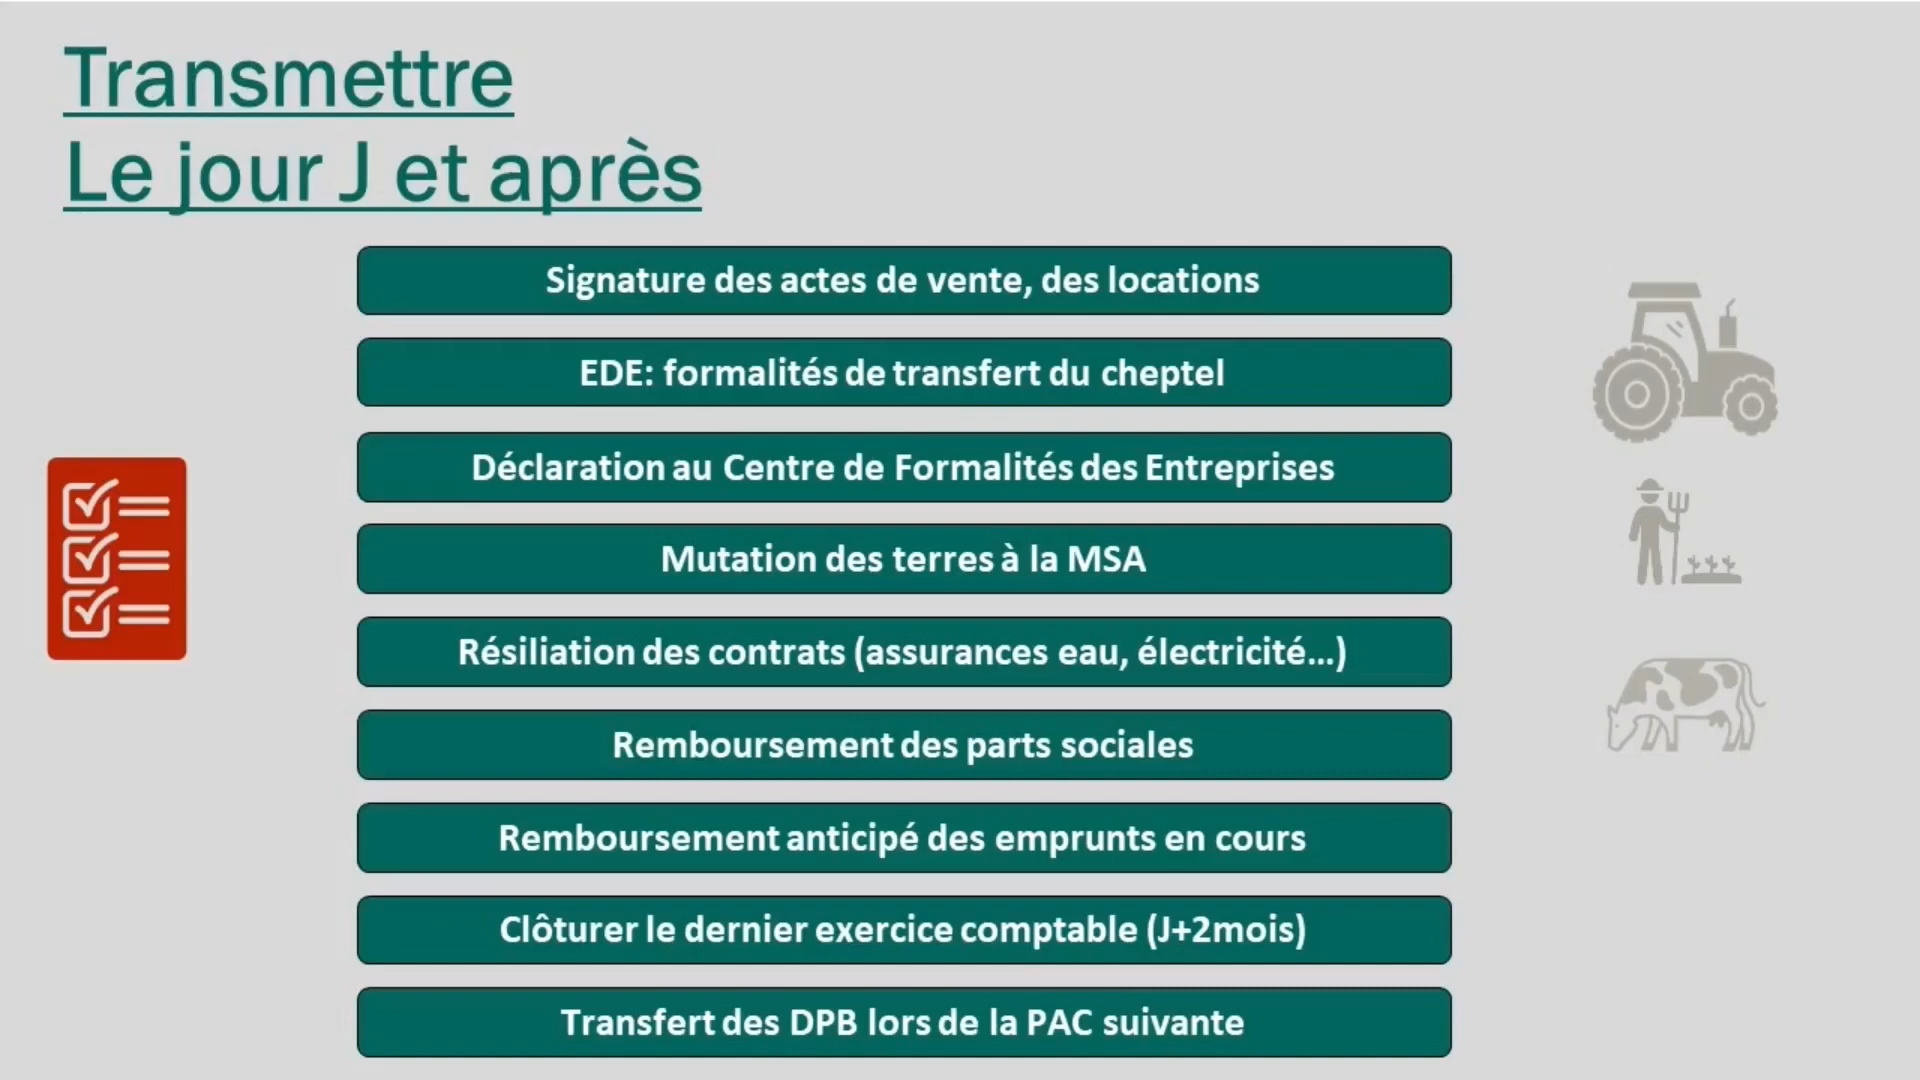 Transmettre
Le jour J et après
Signature des actes de vente, des locations
EDE: formalités de transfert du cheptel
Déclaration au Centre de Formalités des Entreprises
Mutation des terres à la MSA
Résiliation des contrats (assurances eau, électricité...)
Remboursement des parts sociales
Remboursement anticipé des emprunts en cours
Clôturer le dernier exercice comptable (J+2mois)
Transfert des DPB lors de la PAC suivante